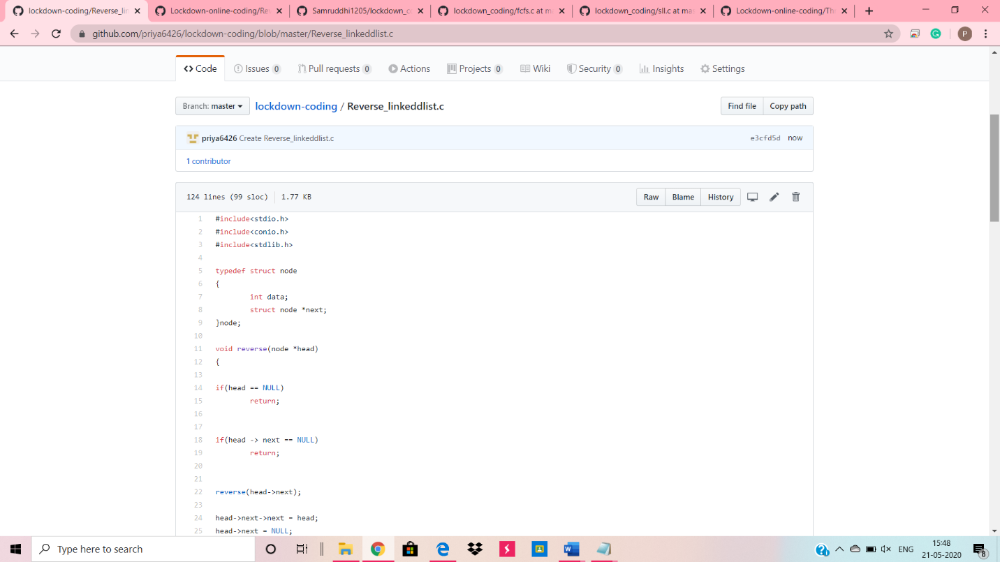 lockdown-coding/Reverse_lin
Lockdown-online-coding/Re
Samruddhi1205/lockdown_c
lockdown_coding/fcfs.c at m
lockdown_coding/sll.c at mas
Lockdown-online-coding/Th
github.com/priya6426/lockdown-coding/blob/master/Reverse_linkeddlist.c
P
<> Code
Issues 0
Pull requests 0
Actions
Projects 0
Wiki
Security 0
Insights
Settings
Branch: master
lockdown-coding / Reverse_linkeddlist.c
Find file
Copy path
priya6426 Create Reverse_linkeddlist.c
e3cfd5d now
1 contributor
124 lines (99 sloc) 1.77 KB
Raw
Blame
History
1 #include<stdio.h>
2 #include<conio.h>
3 #include<stdlib.h>
4
5 typedef struct node
6 {
7 int data;
8 struct node *next;
9 }node;
10
11 void reverse(node *head)
12 {
13
14 if(head == NULL)
15 return;
16
17
18 if(head -> next == NULL)
19 return;
20
21
22 reverse(head->next);
23
24 head->next->next = head;
25 head->next = NULL;
Type here to search
ENG
15:48
21-05-2020
8